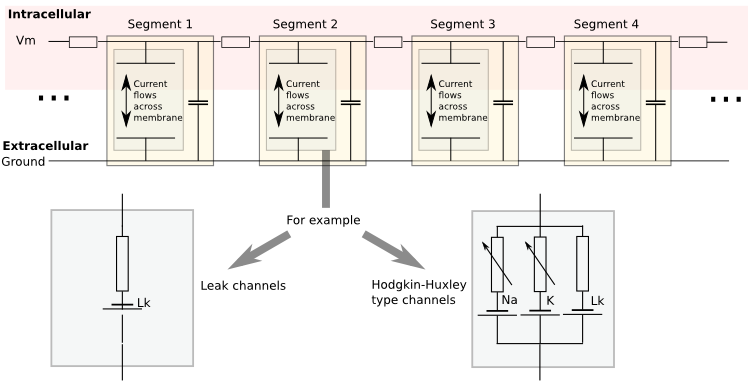 Intracellular
Segment 1
Segment 2
Segment 3
Segment 4
Vm
Current
flows
across
membrane
Current
flows
across
membrane
Current
flows
across
membrane
Current
flows
across
membrane
...
...
Extracellular
Ground
For example
Leak channels
Hodgkin-Huxley
type channels
Lk
Na
K
Lk